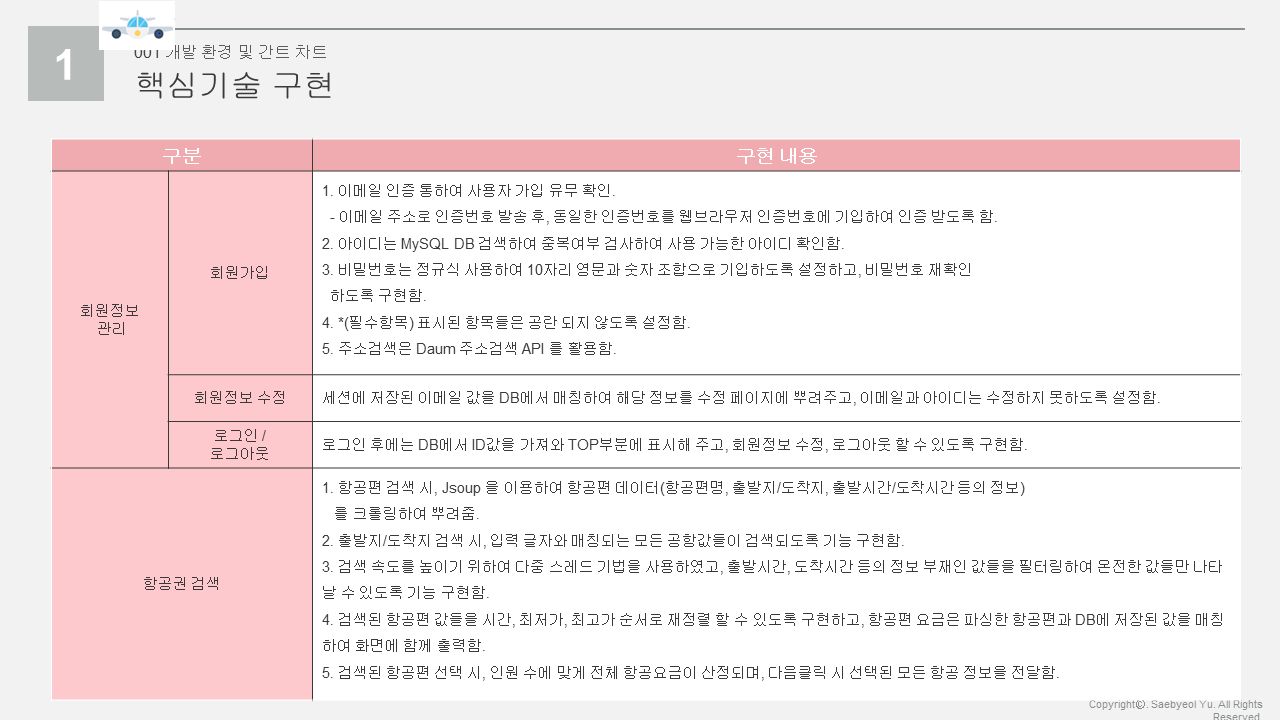 1
001 개발 환경 및 간트 차트
핵심기술 구현
구분
구현 내용
회원정보
관리
회원가입
1. 이메일 인증 통하여 사용자 가입 유무 확인.
- 이메일 주소로 인증번호 발송 후, 동일한 인증번호를 웹브라우저 인증번호에 기입하여 인증 받도록 함.
2. 아이디는 MySQL DB 검색하여 중복여부 검사하여 사용 가능한 아이디 확인함.
3. 비밀번호는 정규식 사용하여 10자리 영문과 숫자 조합으로 기입하도록 설정하고, 비밀번호 재확인
하도록 구현함.
4. *(필수항목) 표시된 항목들은 공란 되지 않도록 설정함.
5. 주소검색은 Daum 주소검색 API 를 활용함.
회원정보 수정
세션에 저장된 이메일 값을 DB에서 매칭하여 해당 정보를 수정 페이지에 뿌려주고, 이메일과 아이디는 수정하지 못하도록 설정함.
로그인 /
로그아웃
로그인 후에는 DB에서 ID값을 가져와 TOP부분에 표시해 주고, 회원정보 수정, 로그아웃 할 수 있도록 구현함.
항공권 검색
1. 항공편 검색 시, Jsoup 을 이용하여 항공편 데이터(항공편명, 출발지/도착지, 출발시간/도착시간 등의 정보)
를 크롤링하여 뿌려줌.
2. 출발지/도착지 검색 시, 입력 글자와 매칭되는 모든 공항값들이 검색되도록 기능 구현함.
3. 검색 속도를 높이기 위하여 다중 스레드 기법을 사용하였고, 출발시간, 도착시간 등의 정보 부재인 값들을 필터링하여 온전한 값들만 나타
날 수 있도록 기능 구현함.
4. 검색된 항공편 값들을 시간, 최저가, 최고가 순서로 재정렬 할 수 있도록 구현하고, 항공편 요금은 파싱한 항공편과 DB에 저장된 값을 매칭
하여 화면에 함께 출력함.
5. 검색된 항공편 선택 시, 인원 수에 맞게 전체 항공요금이 산정되며, 다음클릭 시 선택된 모든 항공 정보을 전달함.
Copyright©. Saebyeol Yu. All Rights
Reserved.